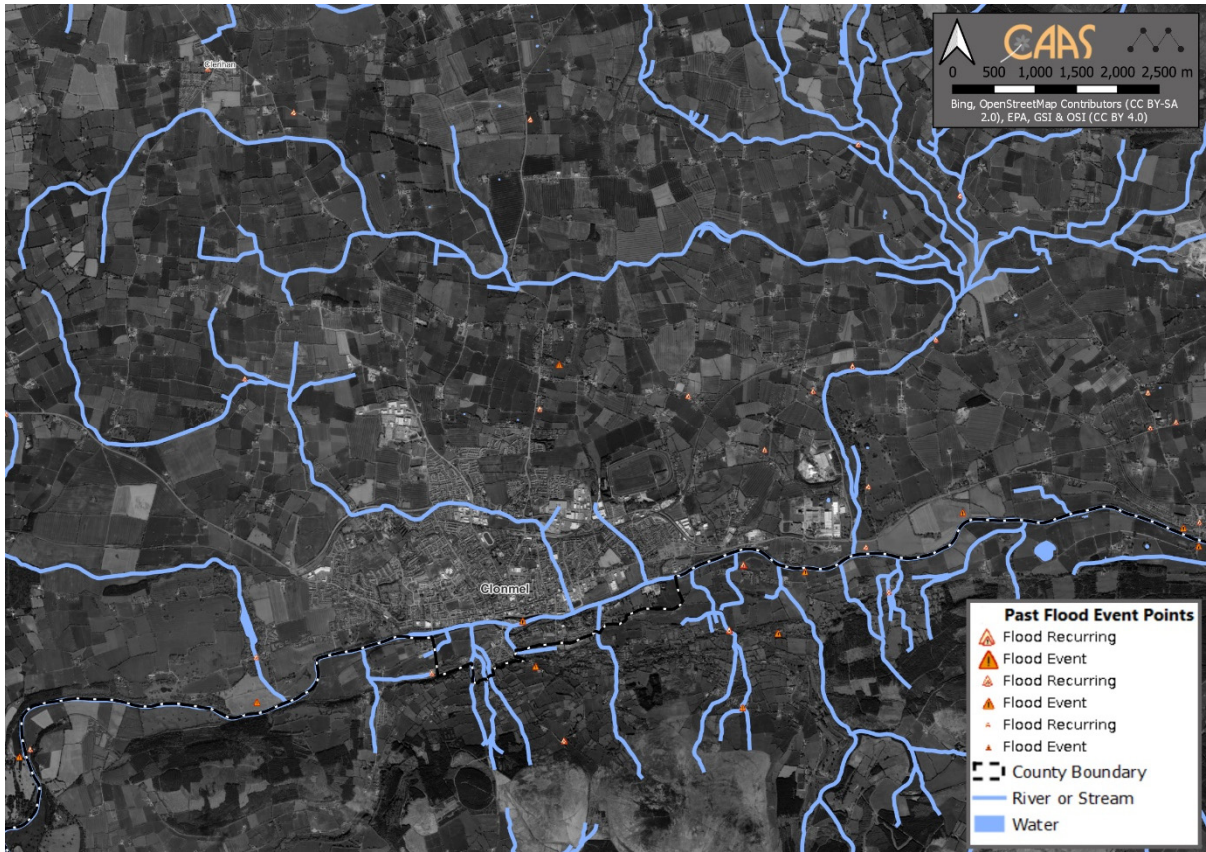 Glenhan
CAAS
0 500 1,000 1,500 2,000 2,500 m
Bing, OpenStreetMap Contributors (CC BY-SA
2.0), EPA, GSI & OSI (CC BY 4.0)
Clonmel
Past Flood Event Points
Flood Recurring
Flood Event
Flood Recurring
Flood Event
Flood Recurring
Flood Event
County Boundary
River or Stream
Water